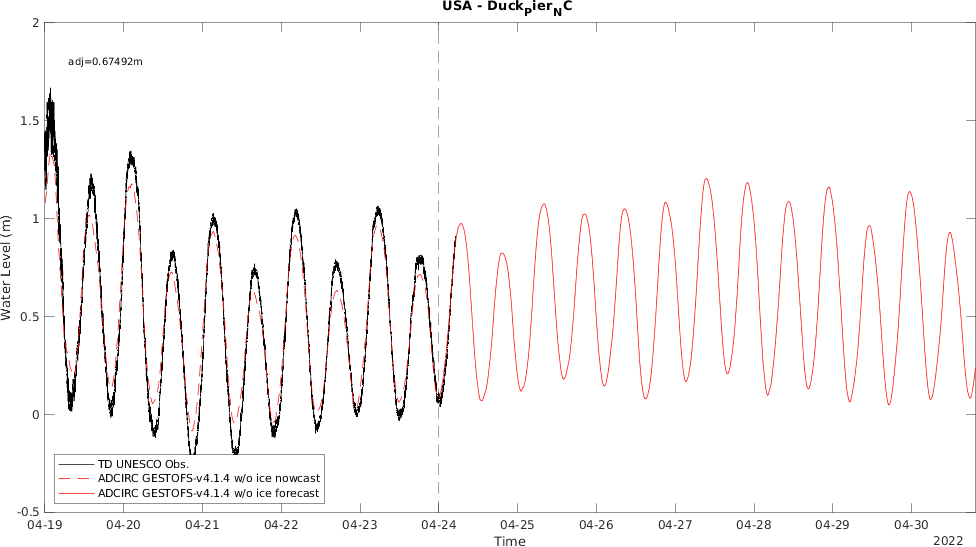 USA - Duck_Pier_NC
2
adj=0.67492m
1.5
1
Water Level (m)
0.5
0
TD UNESCO Obs.
ADCIRC GESTOFS-v4.1.4 w/o ice nowcast
ADCIRC GESTOFS-v4.1.4 w/o ice forecast
-0.5
04-19 04-20 04-21 04-22 04-23 04-24 04-25 04-26 04-27 04-28 04-29 04-30
Time
2022